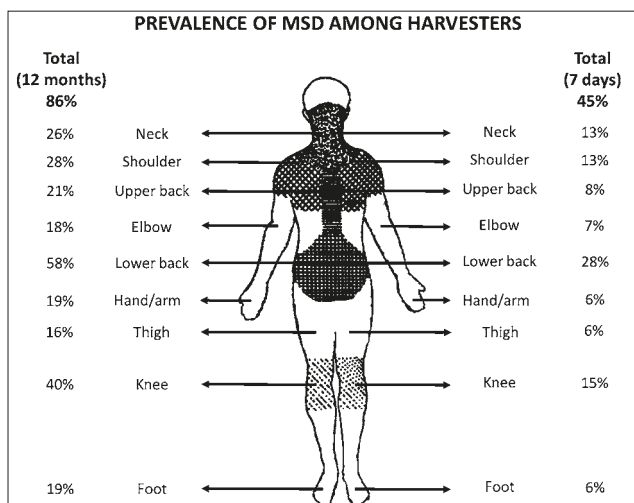 PREVALENCE OF MSD AMONG HARVESTERS
Total Total
(12 months) (7 days)
86% 45%
26% Neck Neck 13%
28% Shoulder Shoulder 13%
21% Upper back Upper back 8%
18% Elbow Elbow 7%
58% Lower back Lower back 28%
19% Hand/arm Hand/arm 6%
16% Thigh Thigh 6%
40% Knee Knee 15%
19% Foot Foot 6%